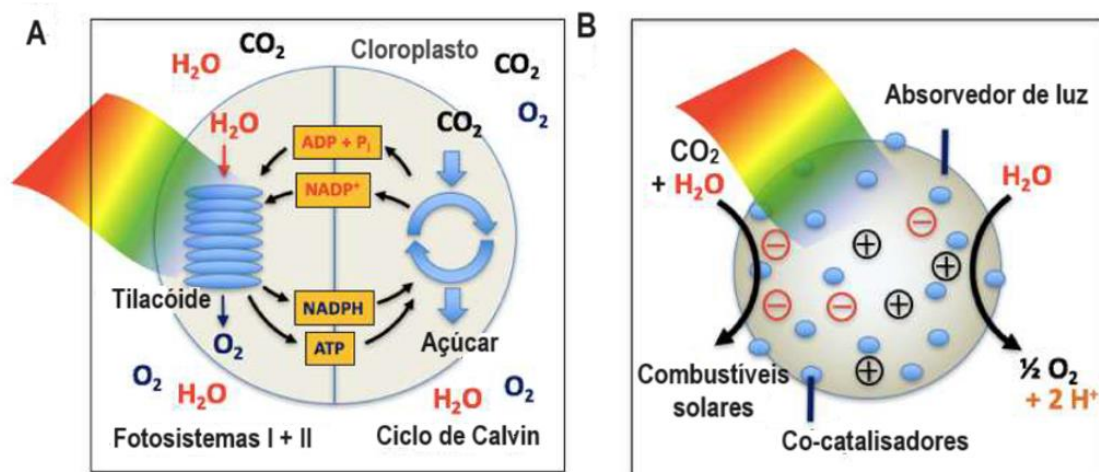 A
CO₂
H₂O
Cloroplasto
CO₂
O₂
H₂O
CO₂
ADP + Pᵢ
NADP⁺
Tilacóide
O₂
NADPH
ATP
Açúcar
O₂
H₂O
H₂O
O₂
Fotosistemas I + II
Ciclo de Calvin
B
Absorvedor de luz
CO₂
+ H₂O
H₂O
Combustíveis
solares
½ O₂
+ 2 H⁺
Co-catalisadores